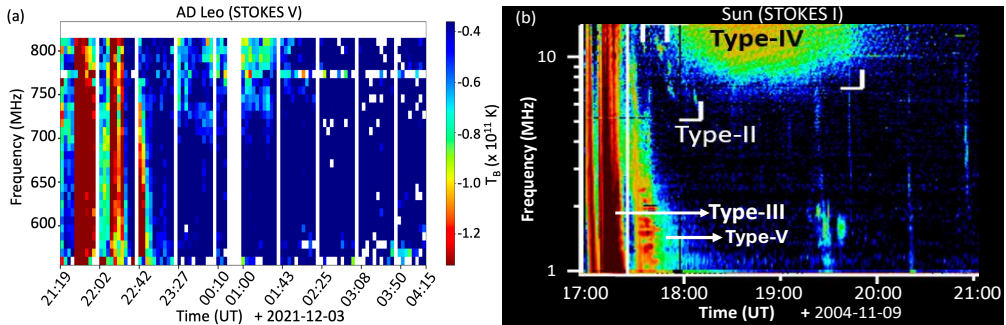 (a)
AD Leo (STOKES V)
800
750
700
650
600
Frequency (MHz)
21:19
22:02
22:42
23:27
00:10
01:00
01:43
02:25
03:08
03:50
04:15
Time (UT) + 2021-12-03
-0.4
-0.6
-0.8
-1.0
-1.2
T_B (x 10^11 K)
(b)
Sun (STOKES I)
10
1
Frequency (MHz)
Type-IV
Type-II
Type-III
Type-V
17:00
18:00
19:00
20:00
21:00
Time (UT) + 2004-11-09